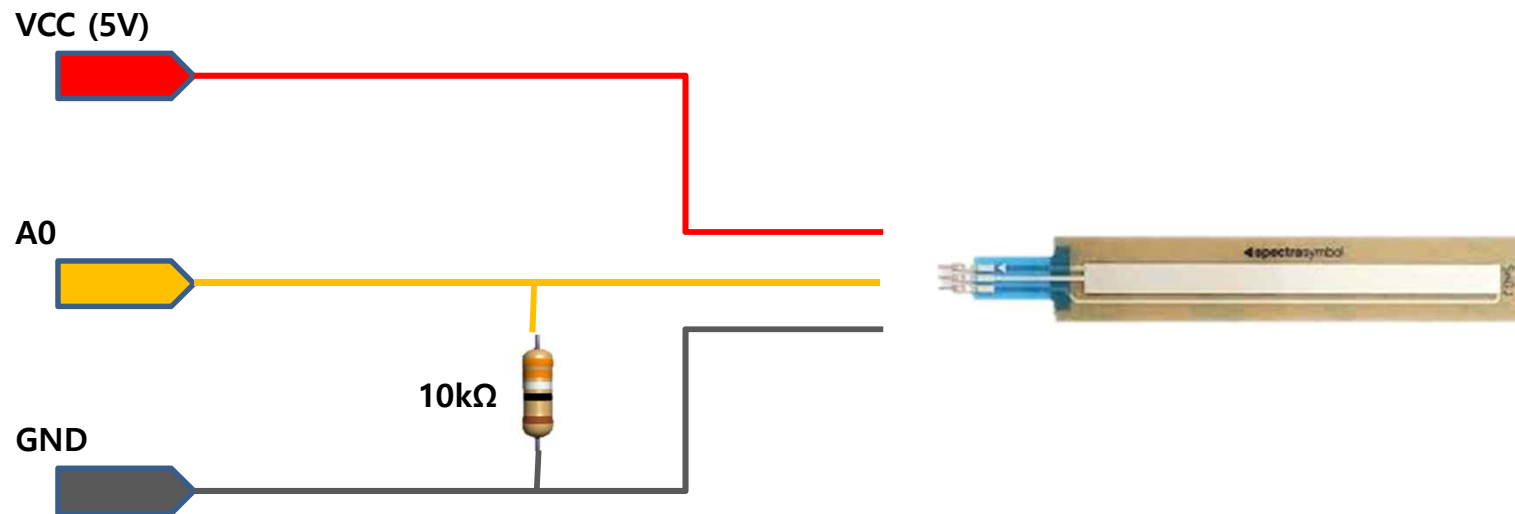 VCC (5V)
A0
spectrasymbol
10kΩ
GND